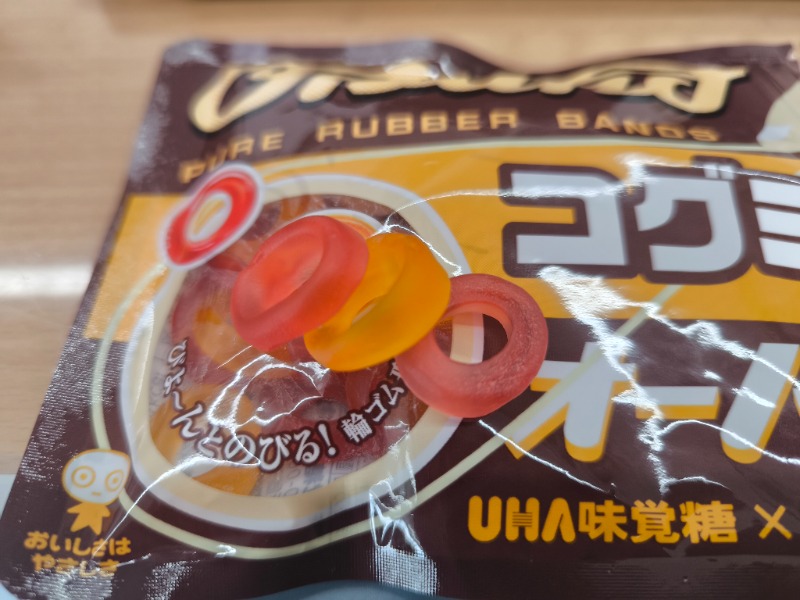 PURE RUBBER BANDS
コグミ
オー
びよ〜んとのびる! 輪ゴム
UHA味覚糖 ×
おいしさは
やさしさ